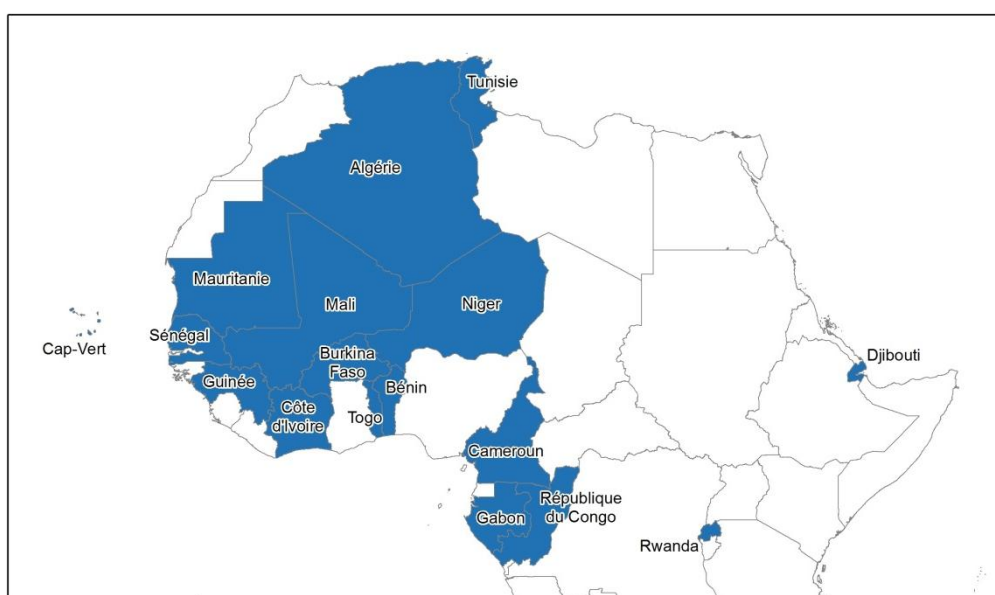 Tunisie
Algérie
Mauritanie
Mali
Niger
Cap-Vert
Sénégal
Burkina
Faso
Djibouti
Guinée
Bénin
Côte
d'Ivoire
Togo
Cameroun
République
du Congo
Gabon
Rwanda